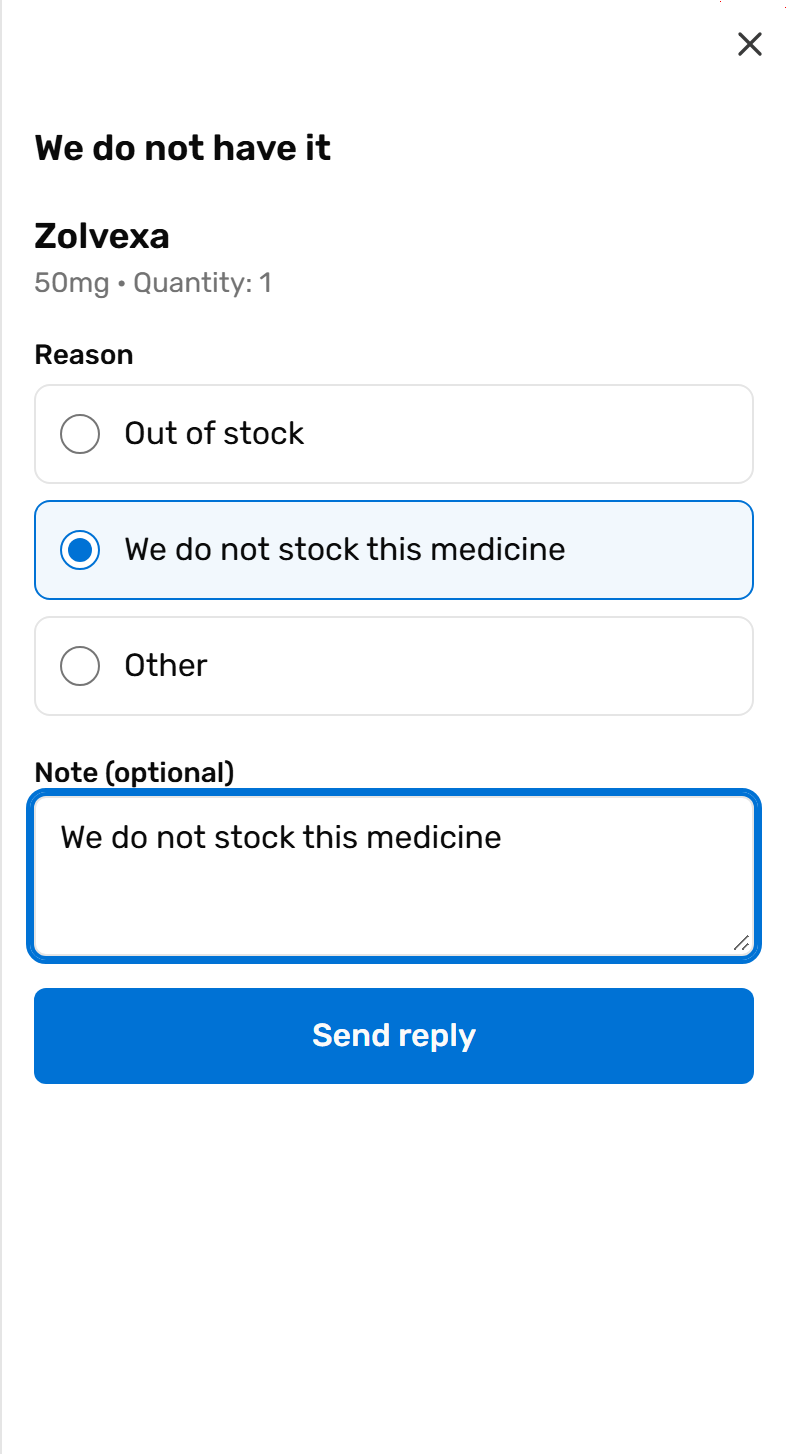 We do not have it
Zolvexa
50mg • Quantity: 1
Reason
Out of stock
We do not stock this medicine
Other
Note (optional)
We do not stock this medicine
Send reply